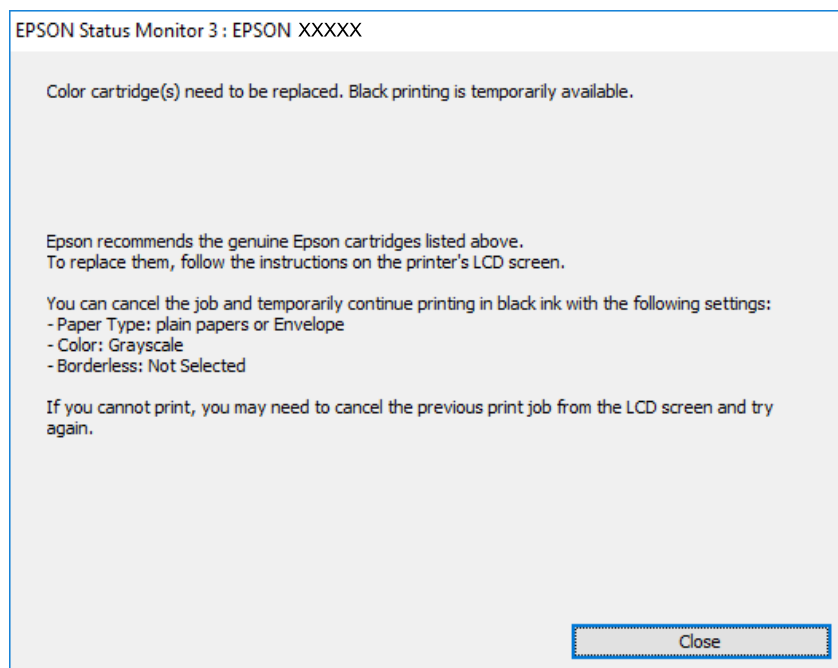 EPSON Status Monitor 3 : EPSON XXXXX
Color cartridge(s) need to be replaced. Black printing is temporarily available.
Epson recommends the genuine Epson cartridges listed above.
To replace them, follow the instructions on the printer's LCD screen.
You can cancel the job and temporarily continue printing in black ink with the following settings:
- Paper Type: plain papers or Envelope
- Color: Grayscale
- Borderless: Not Selected
If you cannot print, you may need to cancel the previous print job from the LCD screen and try
again.
Close